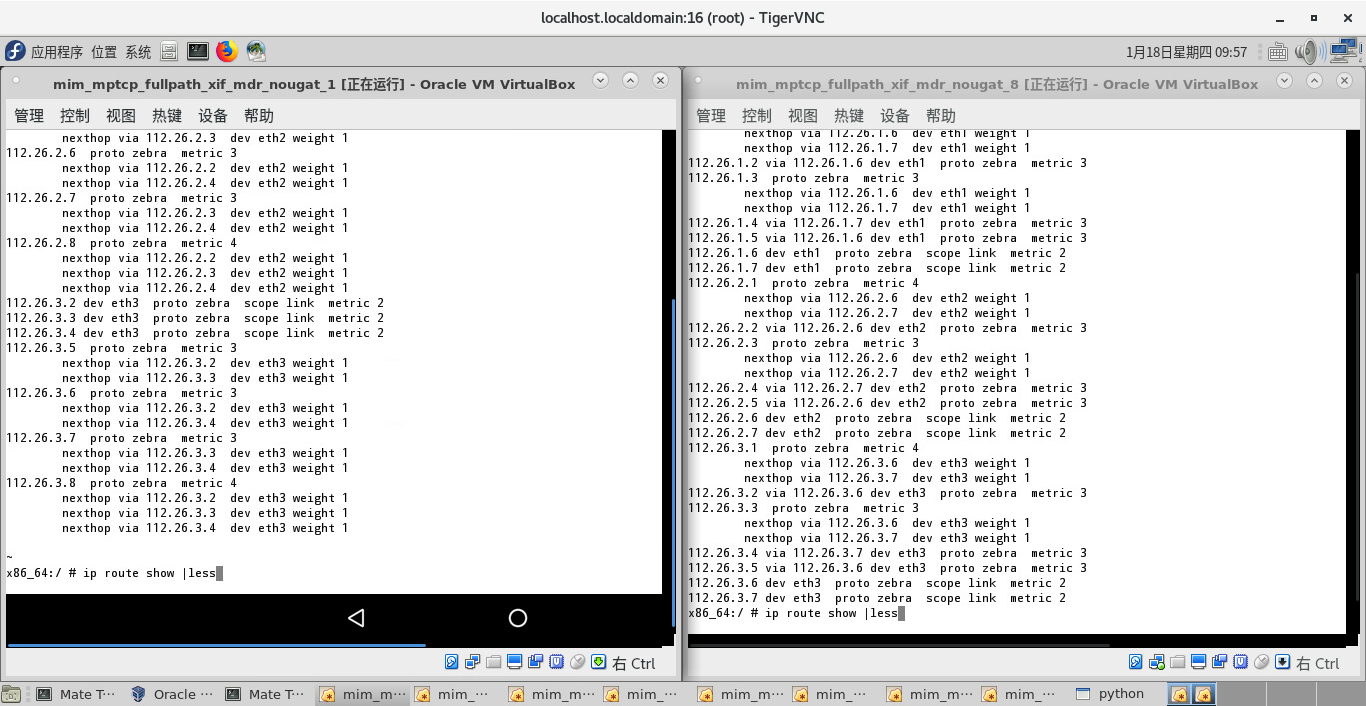 localhost.localdomain:16 (root) - TigerVNC
应用程序 位置 系统
1月18日星期四 09:57
mim_mptcp_fullpath_xif_mdr_nougat_1 [正在运行] - Oracle VM VirtualBox
管理 控制 视图 热键 设备 帮助
nexthop via 112.26.2.3 dev eth2 weight 1
112.26.2.6 proto zebra metric 3
nexthop via 112.26.2.2 dev eth2 weight 1
nexthop via 112.26.2.4 dev eth2 weight 1
112.26.2.7 proto zebra metric 3
nexthop via 112.26.2.3 dev eth2 weight 1
nexthop via 112.26.2.4 dev eth2 weight 1
112.26.2.8 proto zebra metric 4
nexthop via 112.26.2.2 dev eth2 weight 1
nexthop via 112.26.2.3 dev eth2 weight 1
nexthop via 112.26.2.4 dev eth2 weight 1
112.26.3.2 dev eth3 proto zebra scope link metric 2
112.26.3.3 dev eth3 proto zebra scope link metric 2
112.26.3.4 dev eth3 proto zebra scope link metric 2
112.26.3.5 proto zebra metric 3
nexthop via 112.26.3.2 dev eth3 weight 1
nexthop via 112.26.3.3 dev eth3 weight 1
112.26.3.6 proto zebra metric 3
nexthop via 112.26.3.2 dev eth3 weight 1
nexthop via 112.26.3.4 dev eth3 weight 1
112.26.3.7 proto zebra metric 3
nexthop via 112.26.3.3 dev eth3 weight 1
nexthop via 112.26.3.4 dev eth3 weight 1
112.26.3.8 proto zebra metric 4
nexthop via 112.26.3.2 dev eth3 weight 1
nexthop via 112.26.3.3 dev eth3 weight 1
nexthop via 112.26.3.4 dev eth3 weight 1
~
x86_64:/ # ip route show |less
右 Ctrl
mim_mptcp_fullpath_xif_mdr_nougat_8 [正在运行] - Oracle VM VirtualBox
管理 控制 视图 热键 设备 帮助
nexthop via 112.26.1.6 dev eth1 weight 1
nexthop via 112.26.1.7 dev eth1 weight 1
112.26.1.2 via 112.26.1.6 dev eth1 proto zebra metric 3
112.26.1.3 proto zebra metric 3
nexthop via 112.26.1.6 dev eth1 weight 1
nexthop via 112.26.1.7 dev eth1 weight 1
112.26.1.4 via 112.26.1.7 dev eth1 proto zebra metric 3
112.26.1.5 via 112.26.1.6 dev eth1 proto zebra metric 3
112.26.1.6 dev eth1 proto zebra scope link metric 2
112.26.1.7 dev eth1 proto zebra scope link metric 2
112.26.2.1 proto zebra metric 4
nexthop via 112.26.2.6 dev eth2 weight 1
nexthop via 112.26.2.7 dev eth2 weight 1
112.26.2.2 via 112.26.2.6 dev eth2 proto zebra metric 3
112.26.2.3 proto zebra metric 3
nexthop via 112.26.2.6 dev eth2 weight 1
nexthop via 112.26.2.7 dev eth2 weight 1
112.26.2.4 via 112.26.2.7 dev eth2 proto zebra metric 3
112.26.2.5 via 112.26.2.6 dev eth2 proto zebra metric 3
112.26.2.6 dev eth2 proto zebra scope link metric 2
112.26.2.7 dev eth2 proto zebra scope link metric 2
112.26.3.1 proto zebra metric 4
nexthop via 112.26.3.6 dev eth3 weight 1
nexthop via 112.26.3.7 dev eth3 weight 1
112.26.3.2 via 112.26.3.6 dev eth3 proto zebra metric 3
112.26.3.3 proto zebra metric 3
nexthop via 112.26.3.6 dev eth3 weight 1
nexthop via 112.26.3.7 dev eth3 weight 1
112.26.3.4 via 112.26.3.7 dev eth3 proto zebra metric 3
112.26.3.5 via 112.26.3.6 dev eth3 proto zebra metric 3
112.26.3.6 dev eth3 proto zebra scope link metric 2
112.26.3.7 dev eth3 proto zebra scope link metric 2
x86_64:/ # ip route show |less
右 Ctrl
Mate T··· Oracle ··· Mate T··· mim_m··· mim_··· mim_m··· mim_··· mim_m··· mim_··· mim_m··· mim_··· python